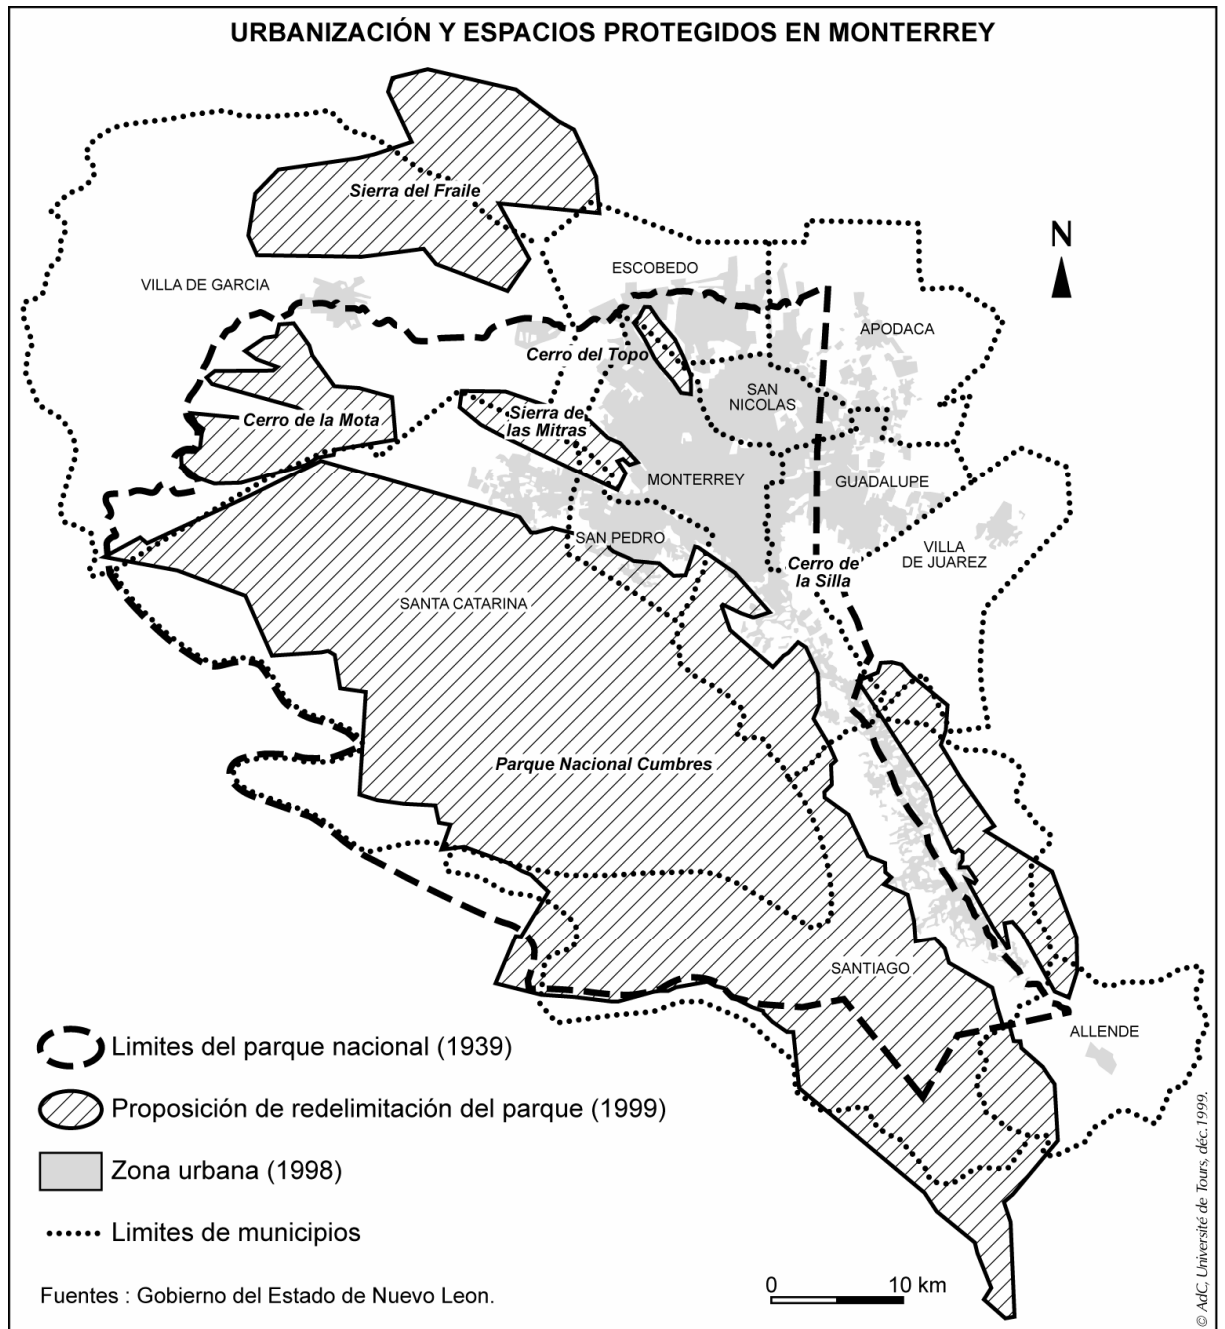 URBANIZACIÓN Y ESPACIOS PROTEGIDOS EN MONTERREY
Sierra del Fraile
N
ESCOBEDO
VILLA DE GARCIA
APODACA
Cerro del Topo
SAN
NICOLAS
Cerro de la Mota
Sierra de
las Mitras
MONTERREY
GUADALUPE
SAN PEDRO
VILLA
DE JUAREZ
Cerro de
la Silla
SANTA CATARINA
Parque Nacional Cumbres
SANTIAGO
ALLENDE
Limites del parque nacional (1939)
Proposición de redelimitación del parque (1999)
Zona urbana (1998)
Limites de municipios
Fuentes : Gobierno del Estado de Nuevo Leon.
0 10 km
© AdC, Université de Tours, déc.1999.